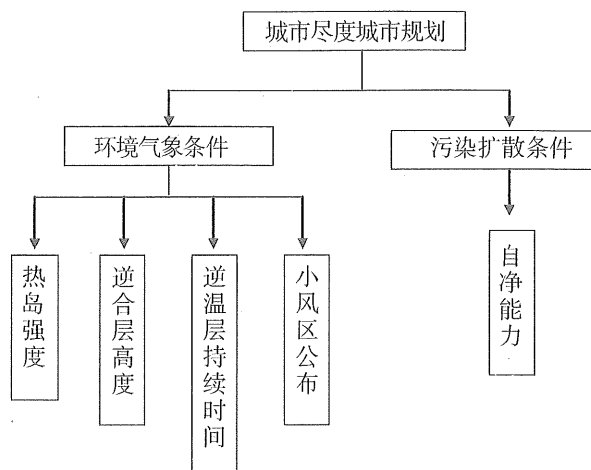 城市尽度城市规划
环境气象条件
污染扩散条件
热岛强度
逆合层高度
逆温层持续时间
小风区公布
自净能力